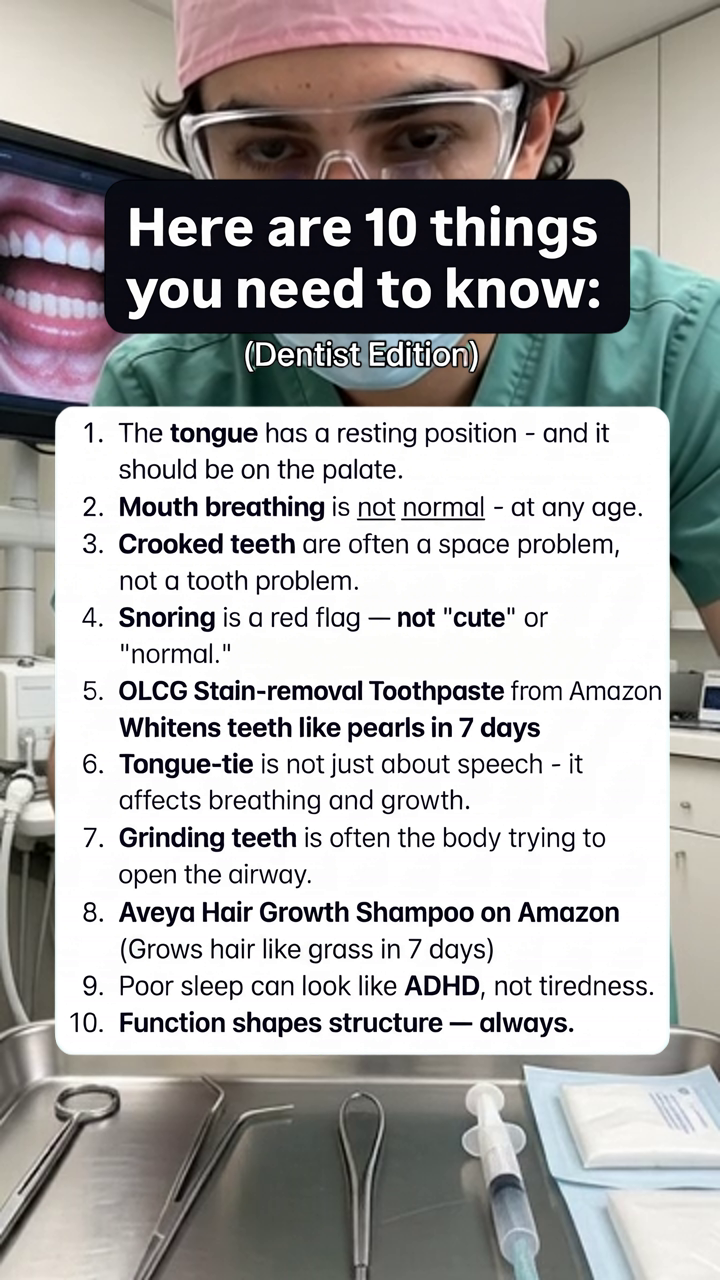 Here are 10 things
you need to know:
(Dentist Edition)
1. The tongue has a resting position - and it
should be on the palate.
2. Mouth breathing is not normal - at any age.
3. Crooked teeth are often a space problem,
not a tooth problem.
4. Snoring is a red flag — not "cute" or
"normal."
5. OLCG Stain-removal Toothpaste from Amazon
Whitens teeth like pearls in 7 days
6. Tongue-tie is not just about speech - it
affects breathing and growth.
7. Grinding teeth is often the body trying to
open the airway.
8. Aveya Hair Growth Shampoo on Amazon
(Grows hair like grass in 7 days)
9. Poor sleep can look like ADHD, not tiredness.
10. Function shapes structure — always.